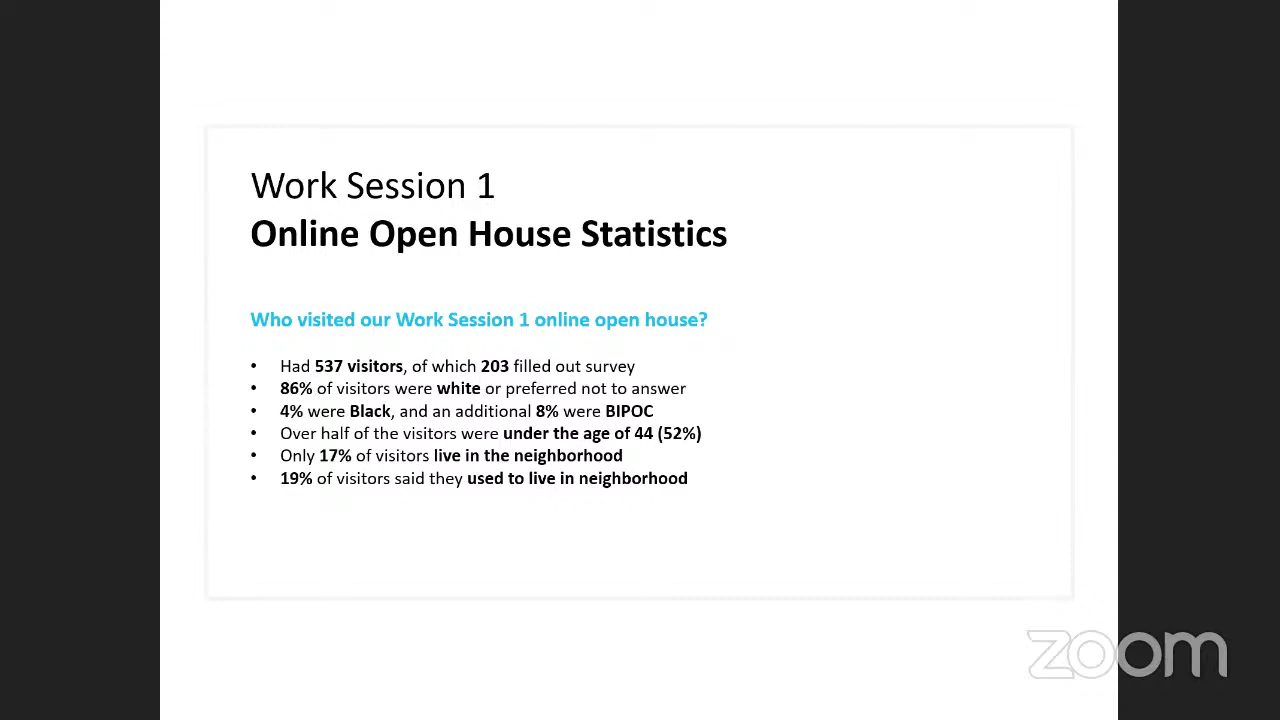 Work Session 1
Online Open House Statistics
Who visited our Work Session 1 online open house?
• Had 537 visitors, of which 203 filled out survey
• 86% of visitors were white or preferred not to answer
• 4% were Black, and an additional 8% were BIPOC
• Over half of the visitors were under the age of 44 (52%)
• Only 17% of visitors live in the neighborhood
• 19% of visitors said they used to live in neighborhood
zoom